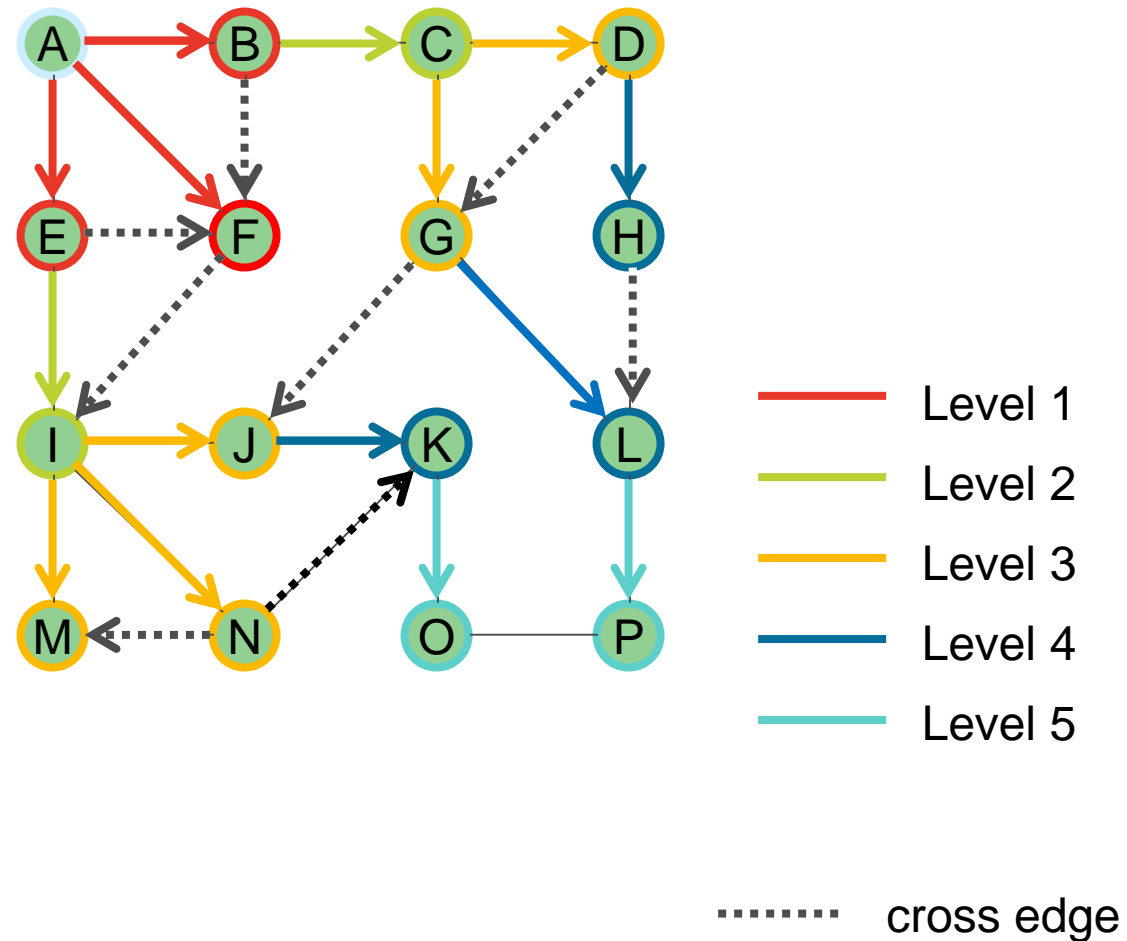 A B C D
E F G H
I J K L
M N O P
Level 1
Level 2
Level 3
Level 4
Level 5
cross edge